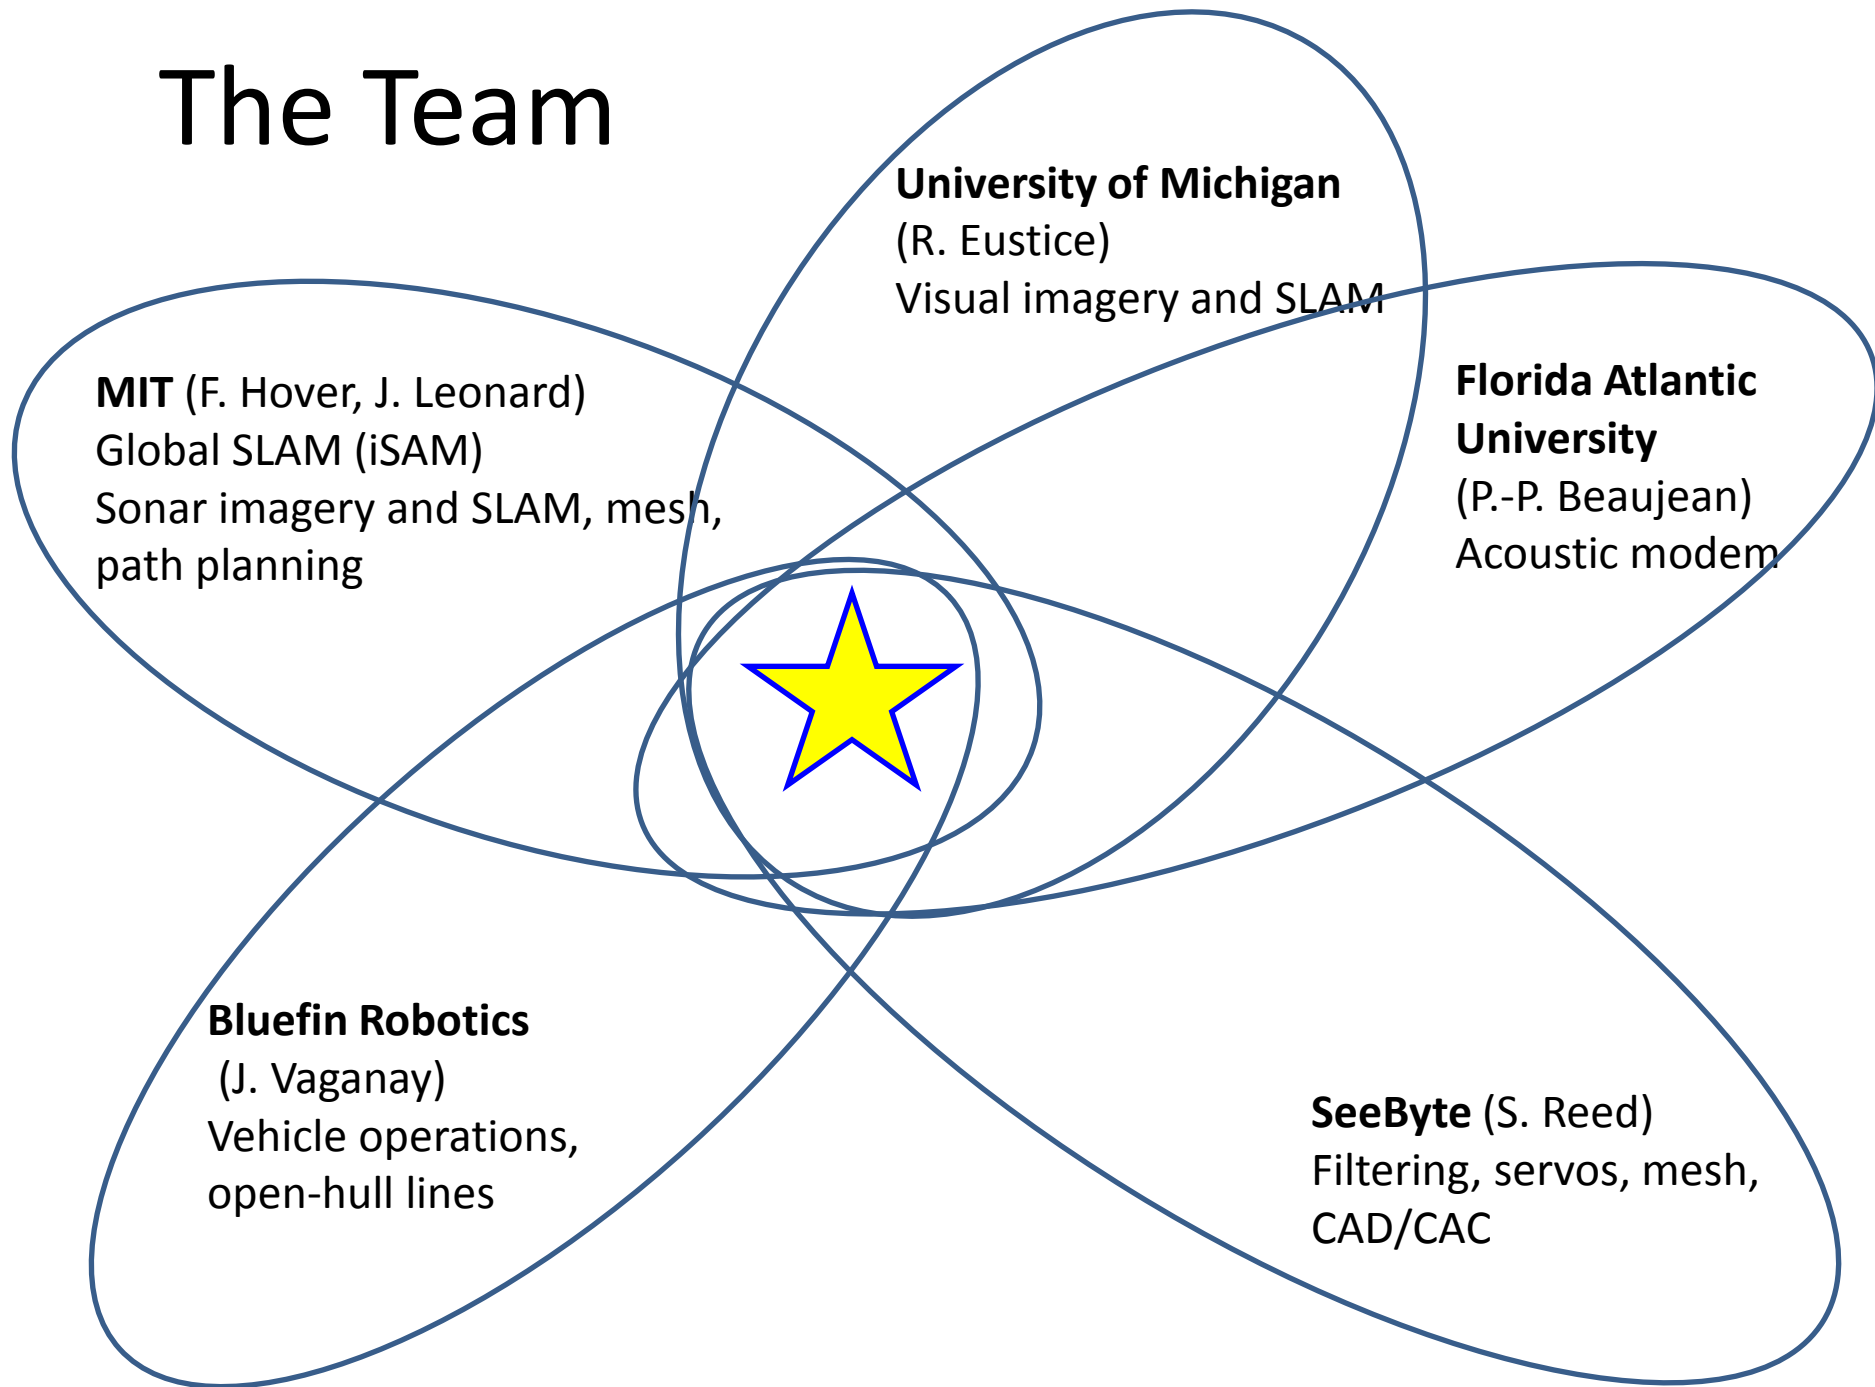 The Team
University of Michigan
(R. Eustice)
Visual imagery and SLAM
MIT (F. Hover, J. Leonard)
Global SLAM (iSAM)
Sonar imagery and SLAM, mesh,
path planning
Florida Atlantic
University
(P.-P. Beaujean)
Acoustic modem
Bluefin Robotics
(J. Vaganay)
Vehicle operations,
open-hull lines
SeeByte (S. Reed)
Filtering, servos, mesh,
CAD/CAC